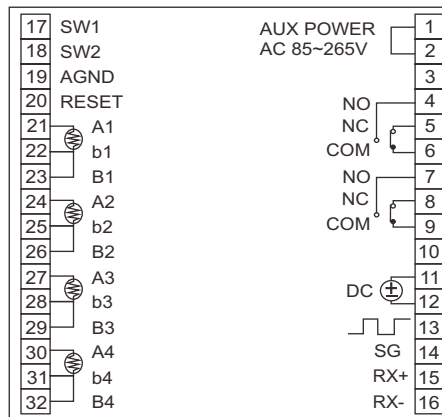 17 SW1
18 SW2
19 AGND
20 RESET
21 A1
22 b1
23 B1
24 A2
25 b2
26 B2
27 A3
28 b3
29 B3
30 A4
31 b4
32 B4
AUX POWER 1
AC 85~265V 2
3
NO 4
NC 5
COM 6
NO 7
NC 8
COM 9
10
DC 11
12
13
SG 14
RX+ 15
RX- 16